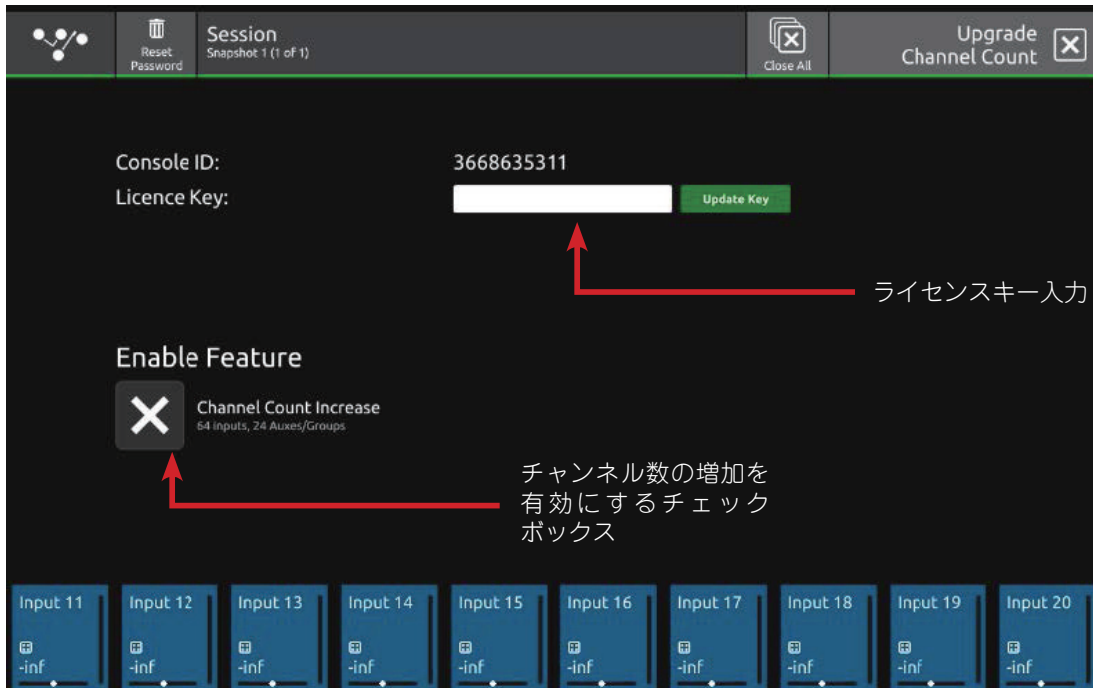 Reset
Password
Session
Snapshot 1 (1 of 1)
Close All
Upgrade
Channel Count
Console ID:
3668635311
Licence Key:
Update Key
ライセンスキー入力
Enable Feature
Channel Count Increase
64 inputs, 24 Auxes/Groups
チャンネル数の増加を
有効にするチェック
ボックス
Input 11
Input 12
Input 13
Input 14
Input 15
Input 16
Input 17
Input 18
Input 19
Input 20
-inf
-inf
-inf
-inf
-inf
-inf
-inf
-inf
-inf
-inf